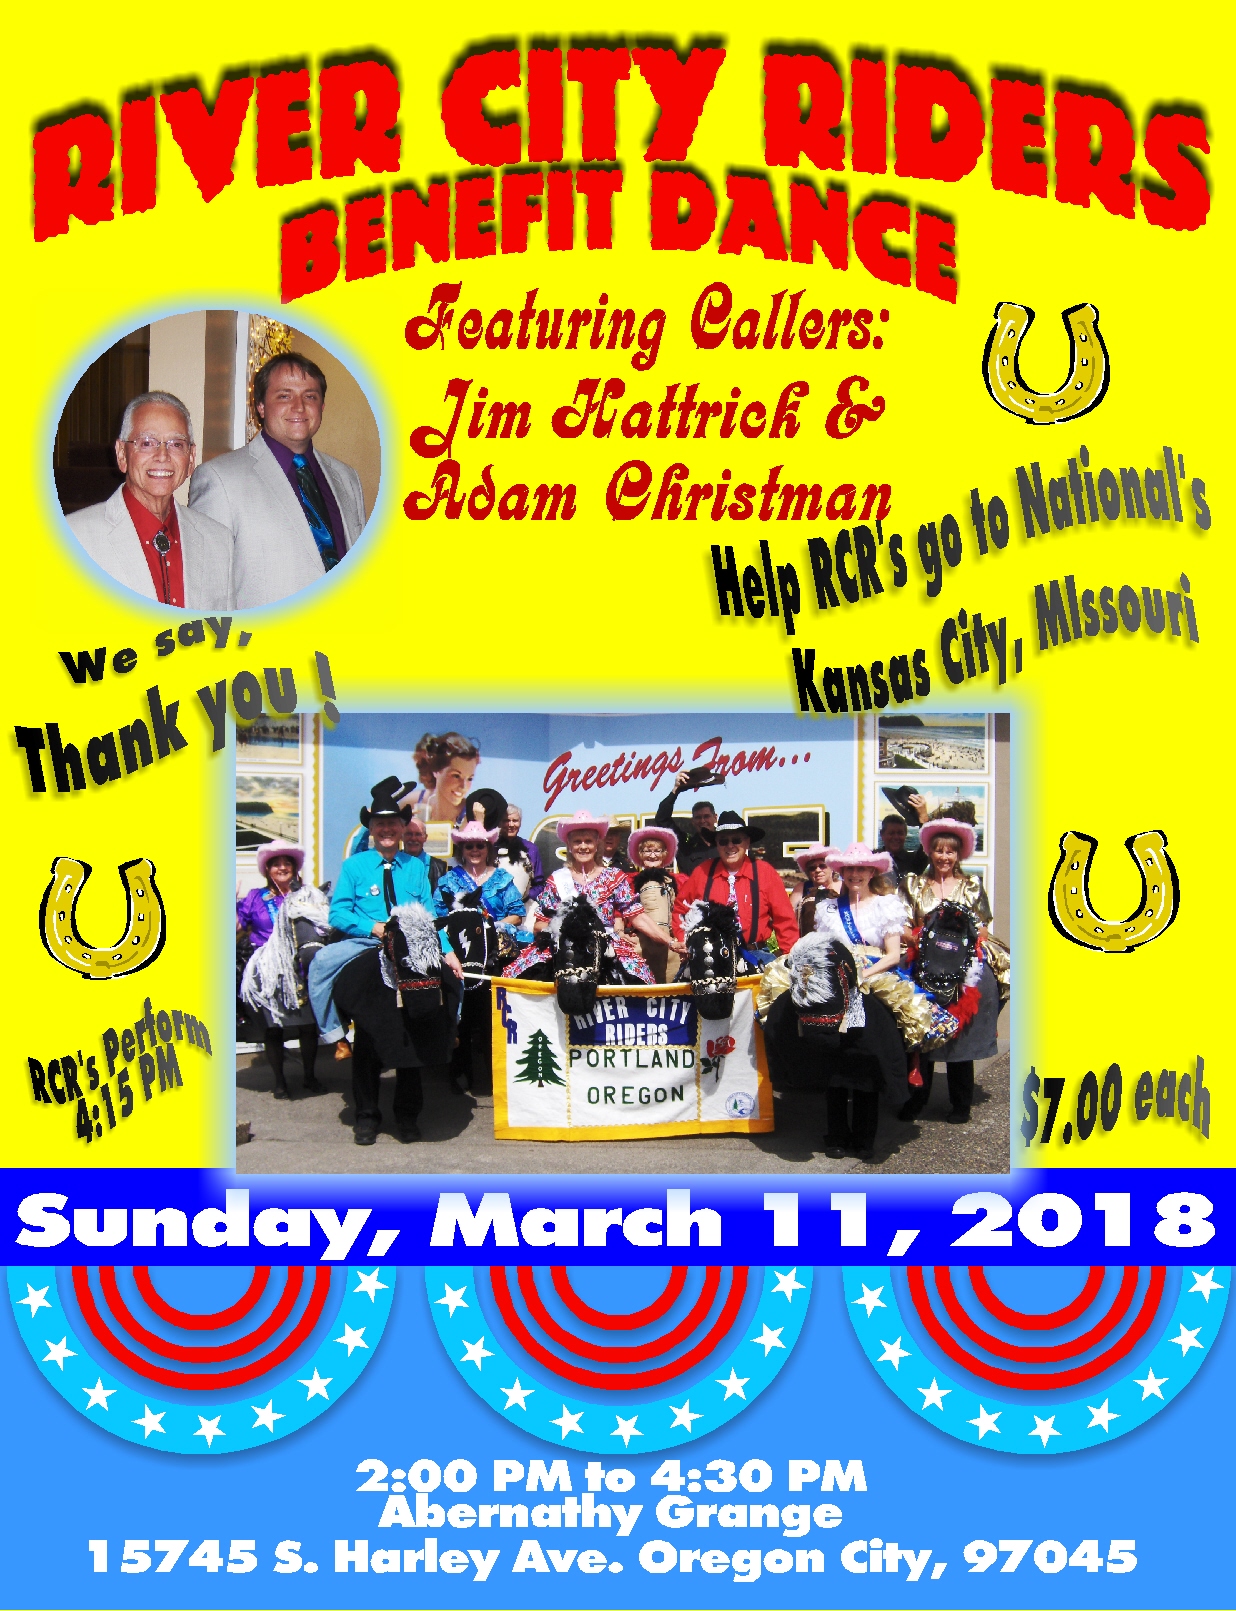 RIVER CITY RIDERS
BENEFIT DANCE
Featuring Callers:
Jim Hattrick &
Adam Christman
Help RCR's go to National's
Kansas City, MIssouri
We say,
Thank you !
Greetings From...
RCR
OREGON
RIVER CITY
RIDERS
PORTLAND
OREGON
RCR's Perform
4:15 PM
$7.00 each
Sunday, March 11, 2018
2:00 PM to 4:30 PM
Abernathy Grange
15745 S. Harley Ave. Oregon City, 97045